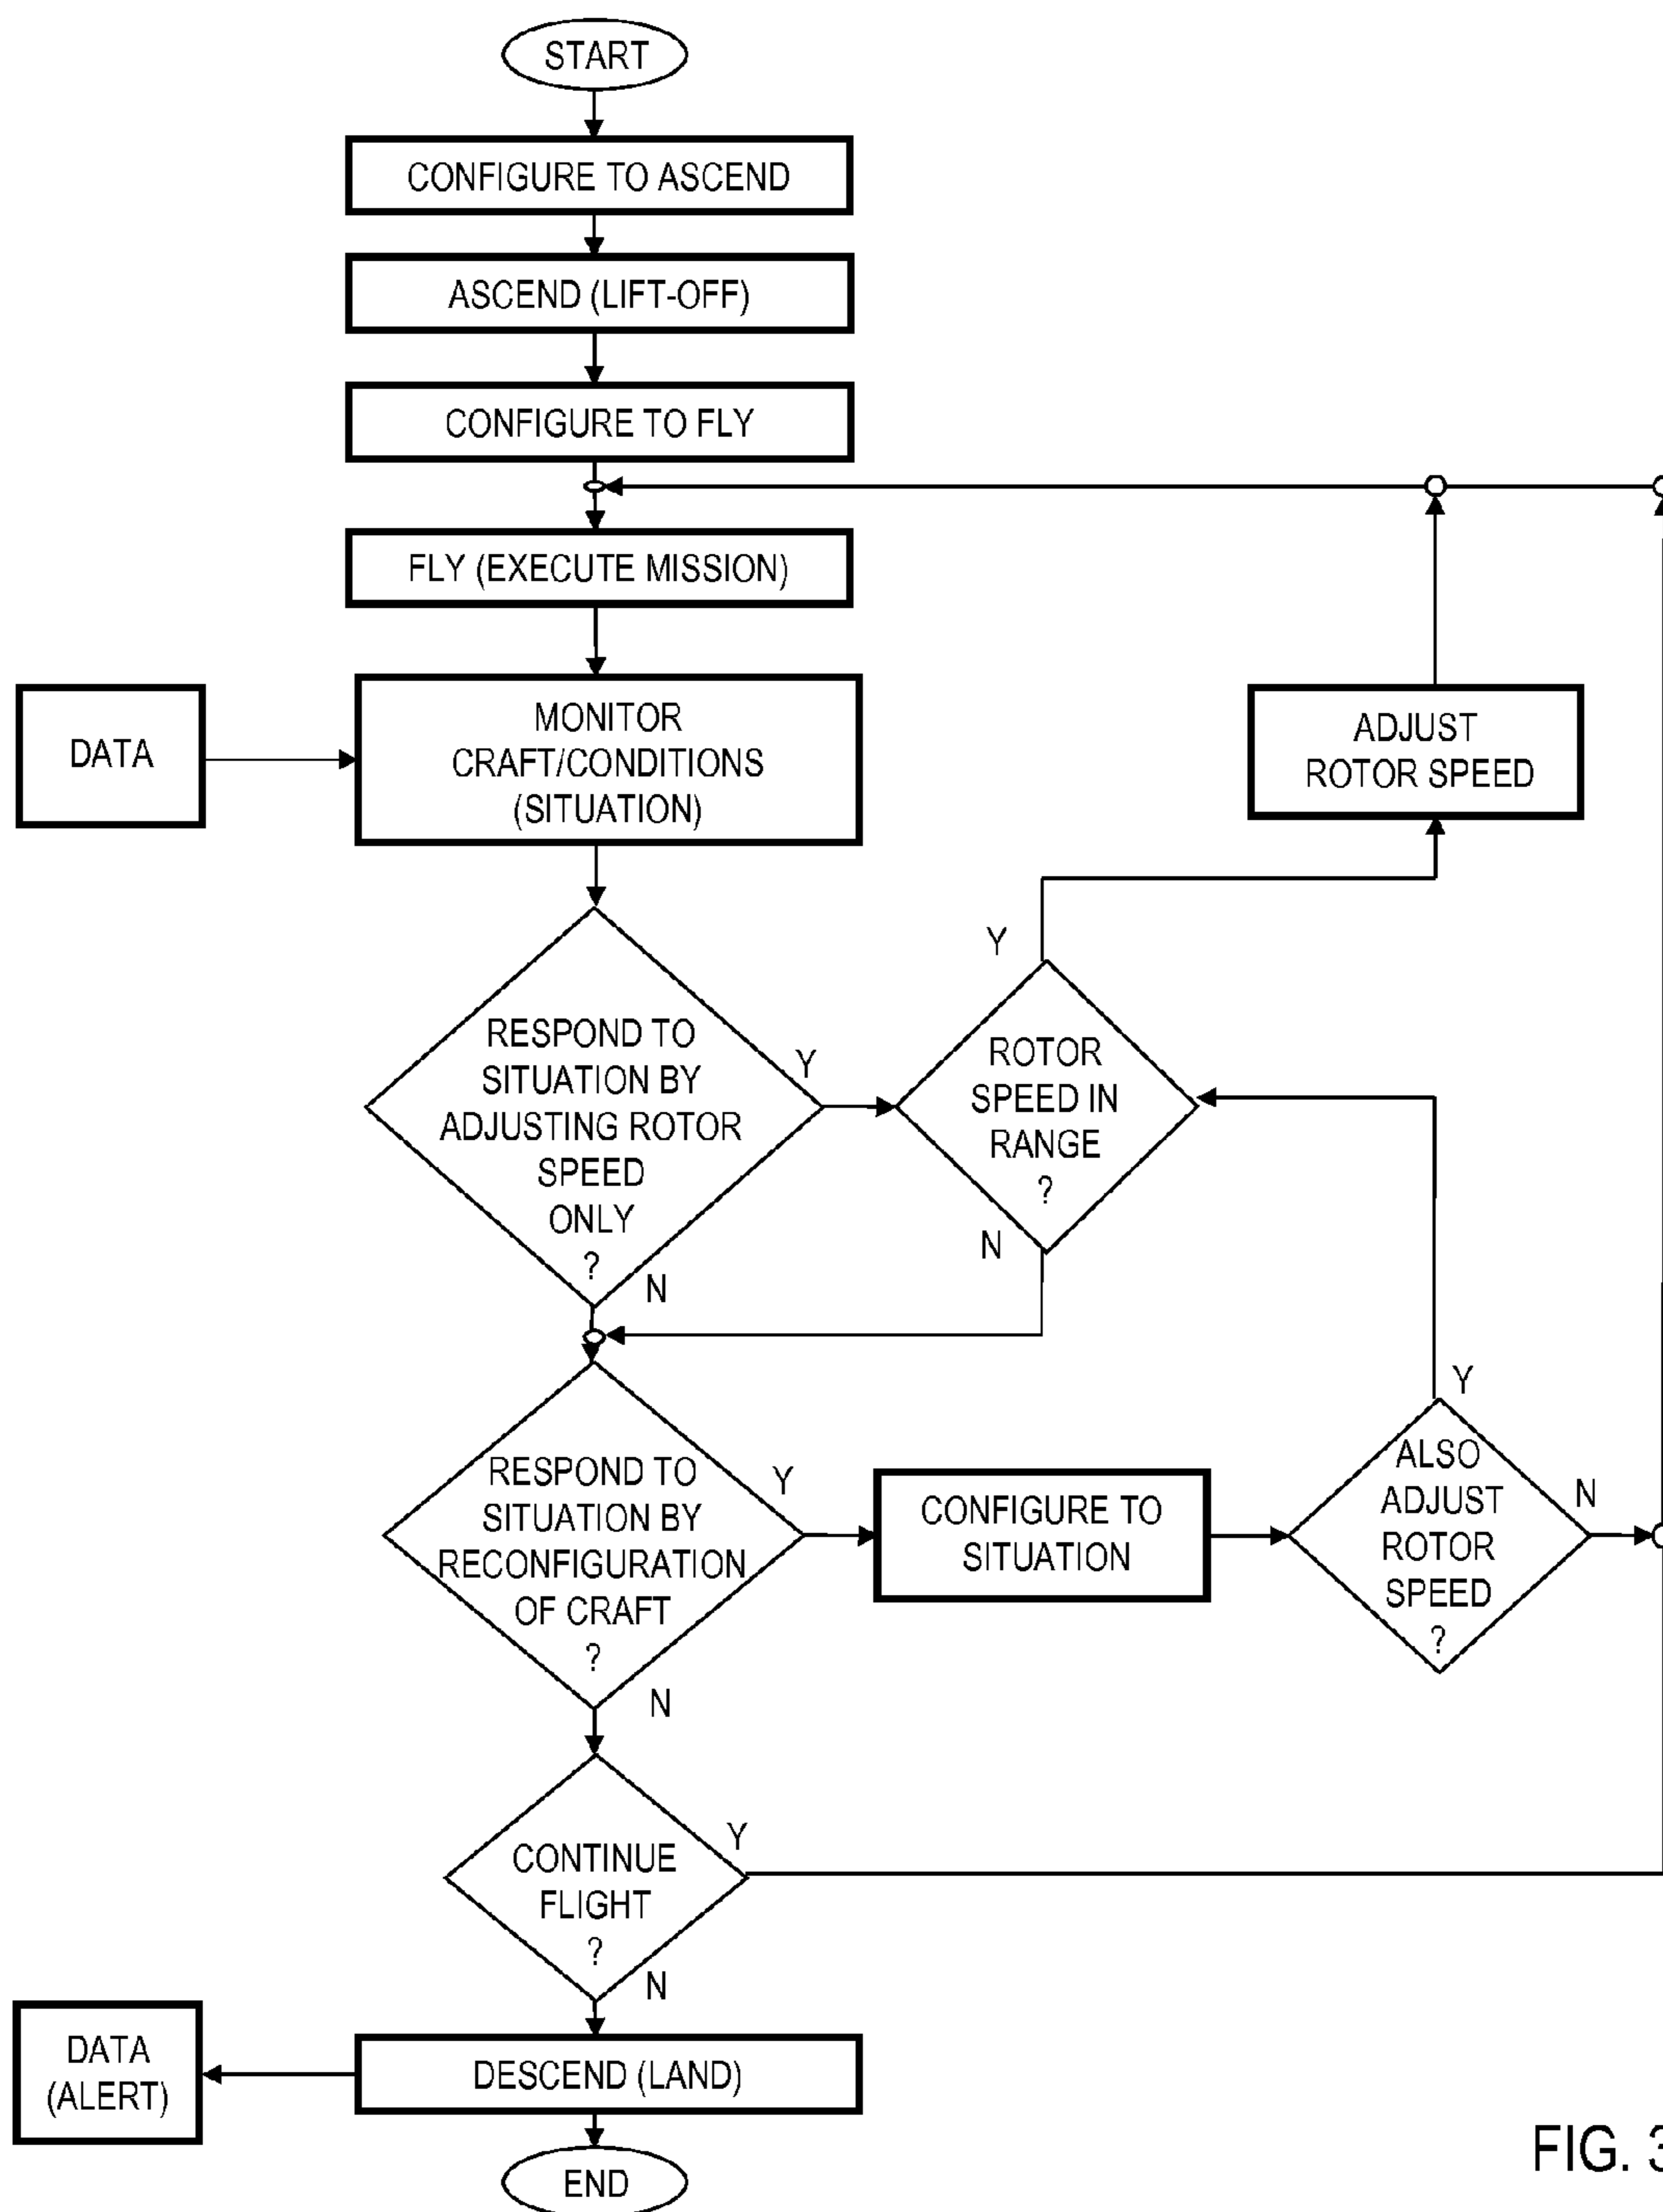 START
CONFIGURE TO ASCEND
ASCEND (LIFT-OFF)
CONFIGURE TO FLY
FLY (EXECUTE MISSION)
DATA
MONITOR
CRAFT/CONDITIONS
(SITUATION)
ADJUST
ROTOR SPEED
RESPOND TO
SITUATION BY
ADJUSTING ROTOR
SPEED
ONLY
?
Y
N
ROTOR
SPEED IN
RANGE
?
Y
N
RESPOND TO
SITUATION BY
RECONFIGURATION
OF CRAFT
?
Y
N
CONFIGURE TO
SITUATION
ALSO
ADJUST
ROTOR
SPEED
?
Y
N
CONTINUE
FLIGHT
?
Y
N
DATA
(ALERT)
DESCEND (LAND)
END
FIG. 3